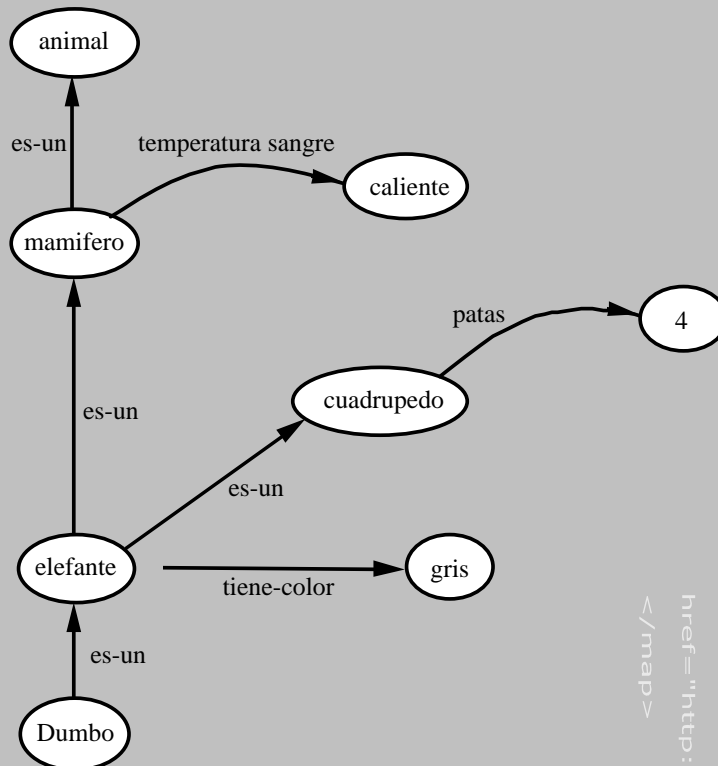 animal
es-un
temperatura sangre
caliente
mamifero
patas
4
cuadrupedo
es-un
es-un
elefante
tiene-color
gris
es-un
Dumbo
href="http:
</map>